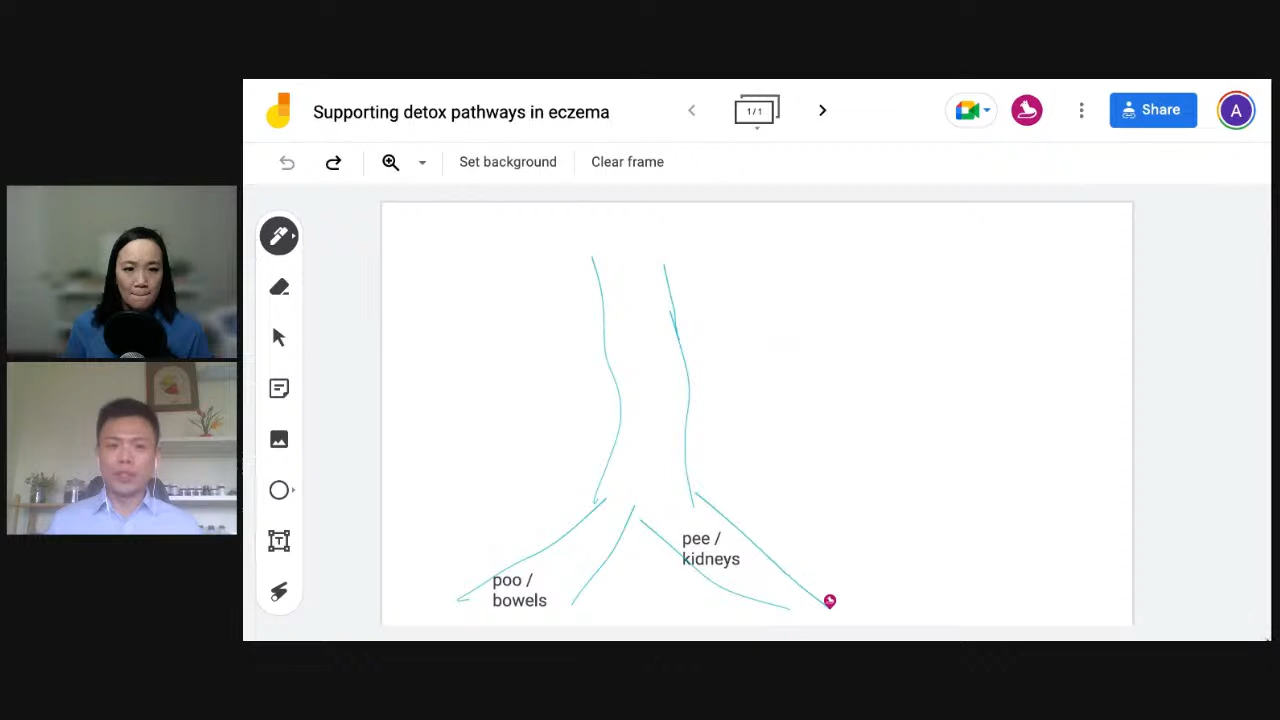 Supporting detox pathways in eczema
1/1
Share
A
Set background
Clear frame
pee /
kidneys
poo /
bowels